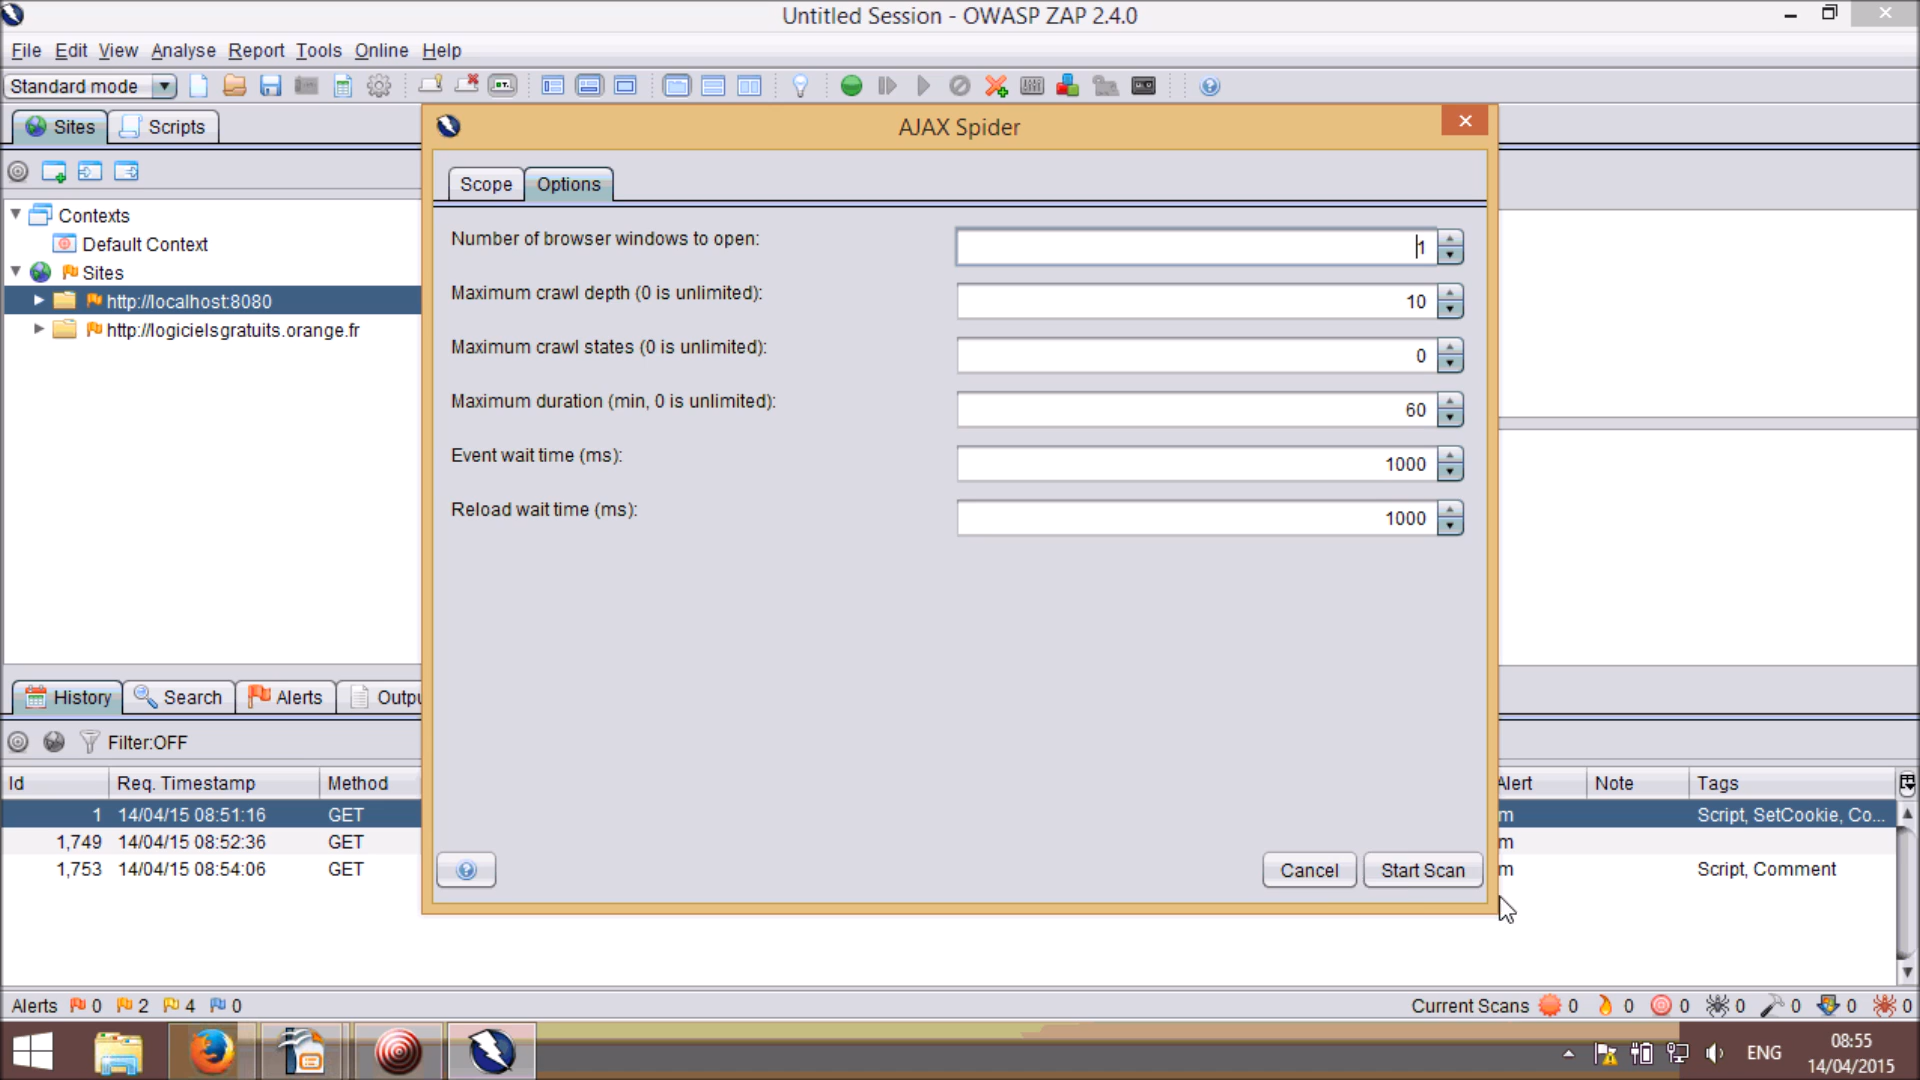 Untitled Session - OWASP ZAP 2.4.0
File Edit View Analyse Report Tools Online Help
Standard mode
Sites Scripts
AJAX Spider
Scope Options
Contexts
Default Context
Sites
http://localhost:8080
http://logicielsgratuits.orange.fr
Number of browser windows to open: 1
Maximum crawl depth (0 is unlimited): 10
Maximum crawl states (0 is unlimited): 0
Maximum duration (min, 0 is unlimited): 60
Event wait time (ms): 1000
Reload wait time (ms): 1000
Cancel Start Scan
History Search Alerts Outpu
Filter:OFF
Id Req. Timestamp Method Alert Note Tags
1 14/04/15 08:51:16 GET m Script, SetCookie, Co...
1,749 14/04/15 08:52:36 GET m
1,753 14/04/15 08:54:06 GET m Script, Comment
Alerts 0 2 4 0 Current Scans 0 0 0 0 0 0 0
ENG
08:55
14/04/2015